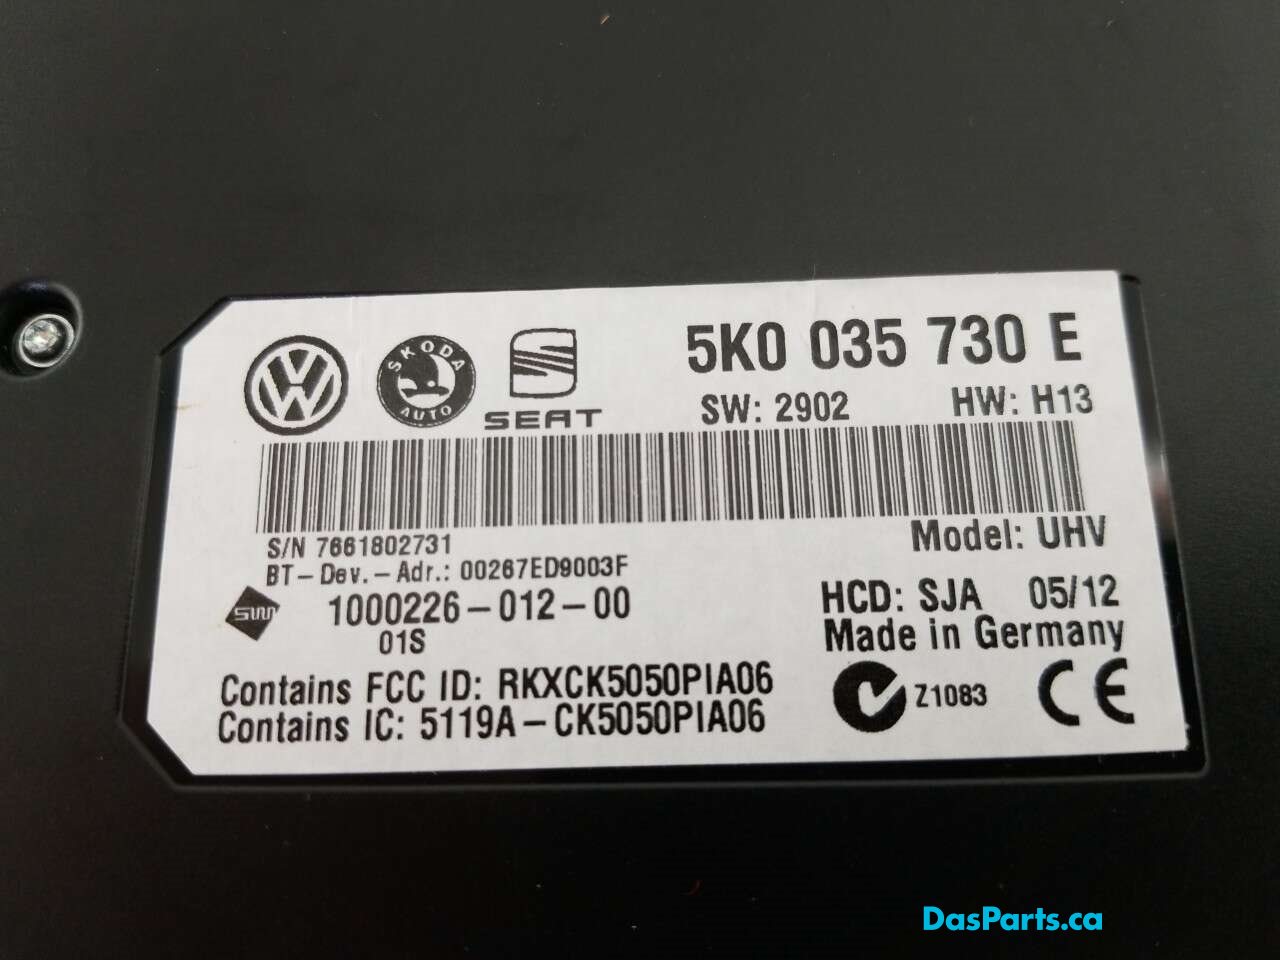 5K0 035 730 E
SKODA
AUTO
SEAT
SW: 2902 HW: H13
S/N 7661802731
Model: UHV
BT-Dev.-Adr.: 00267ED9003F
SW
1000226-012-00
HCD: SJA 05/12
01S
Made in Germany
Contains FCC ID: RKXCK5050PIA06
Z1083
CE
Contains IC: 5119A-CK5050PIA06
DasParts.ca